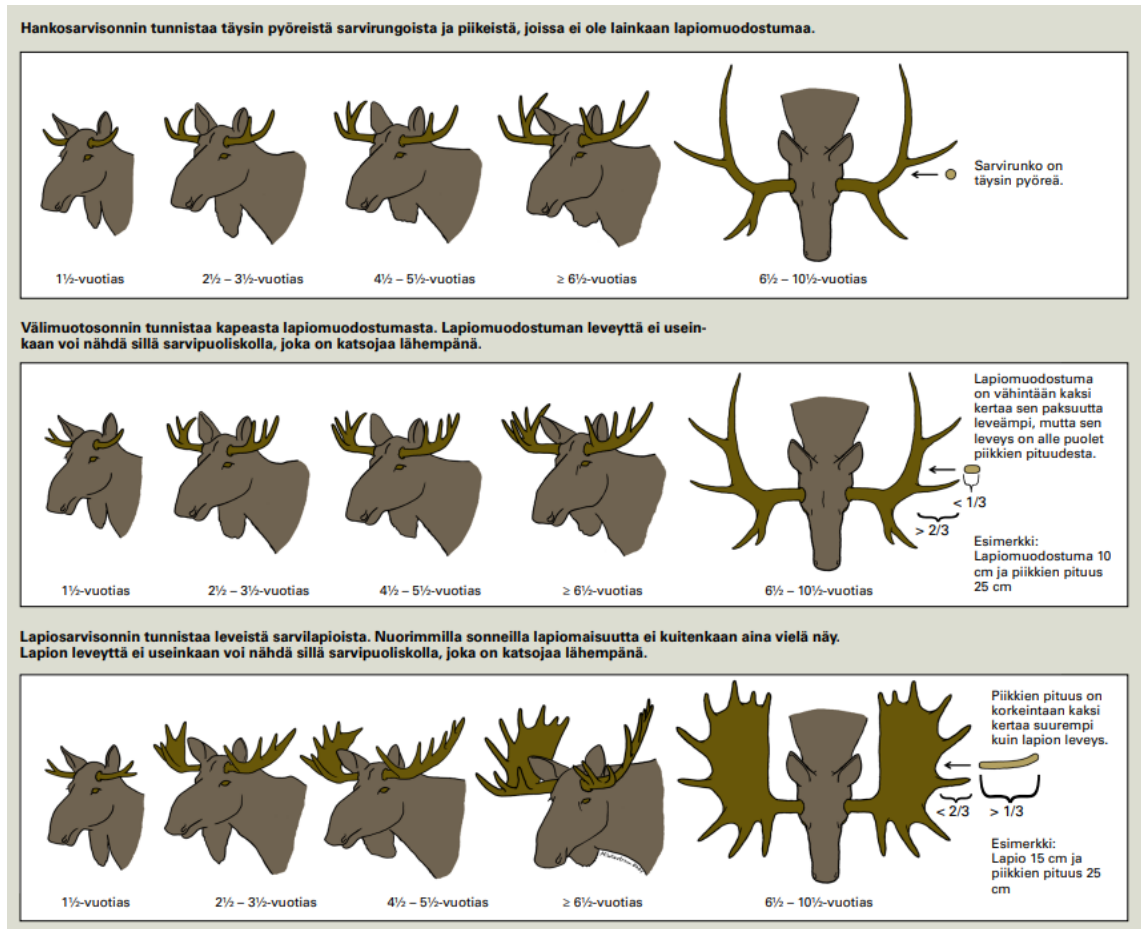 Hankosarvisonnin tunnistaa täysin pyöreistä sarvirungoista ja piikeistä, joissa ei ole lainkaan lapiomuodostumaa.
Sarvirunko on
täysin pyöreä.
1½-vuotias
2½ – 3½-vuotias
4½ – 5½-vuotias
≥ 6½-vuotias
6½ – 10½-vuotias
Välimuotosonnin tunnistaa kapeasta lapiomuodostumasta. Lapiomuodostuman leveyttä ei usein-
kaan voi nähdä sillä sarvipuoliskolla, joka on katsojaa lähempänä.
Lapiomuodostuma
on vähintään kaksi
kertaa sen paksuutta
leveämpi, mutta sen
leveys on alle puolet
piikkien pituudesta.
< 1/3
> 2/3
Esimerkki:
Lapiomuodostuma 10
cm ja piikkien pituus
25 cm
1½-vuotias
2½ – 3½-vuotias
4½ – 5½-vuotias
≥ 6½-vuotias
6½ – 10½-vuotias
Lapiosarvisonnin tunnistaa leveistä sarvilapioista. Nuorimmilla sonneilla lapiomaisuutta ei kuitenkaan aina vielä näy.
Lapion leveyttä ei useinkaan voi nähdä sillä sarvipuoliskolla, joka on katsojaa lähempänä.
Piikkien pituus on
korkeintaan kaksi
kertaa suurempi
kuin lapion leveys.
< 2/3
> 1/3
Esimerkki:
Lapio 15 cm ja
piikkien pituus 25
cm
1½-vuotias
2½ – 3½-vuotias
4½ – 5½-vuotias
≥ 6½-vuotias
6½ – 10½-vuotias